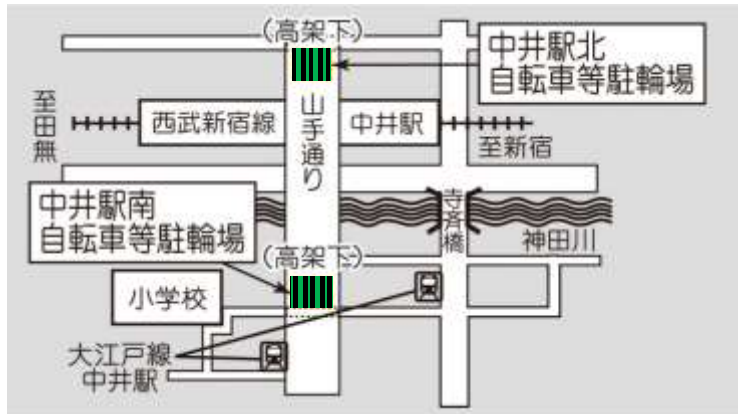 （高架下）
中井駅北
自転車等駐輪場
至田無
西武新宿線
山手通り
中井駅
至新宿
中井駅南
自転車等駐輪場
寺斉橋
神田川
（高架下）
小学校
大江戸線
中井駅